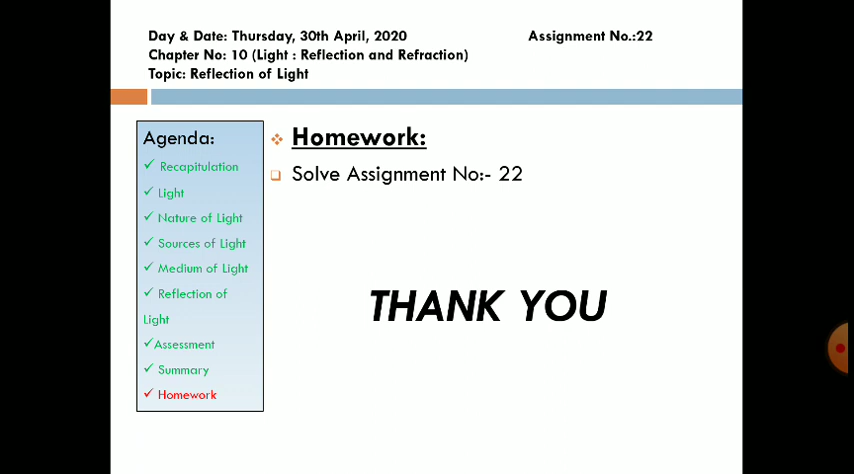 Day & Date: Thursday, 30th April, 2020 Assignment No.:22
Chapter No: 10 (Light : Reflection and Refraction)
Topic: Reflection of Light
Agenda:
✓ Recapitulation
✓ Light
✓ Nature of Light
✓ Sources of Light
✓ Medium of Light
✓ Reflection of
Light
✓Assessment
✓ Summary
✓ Homework
❖ Homework:
❑ Solve Assignment No:- 22
THANK YOU